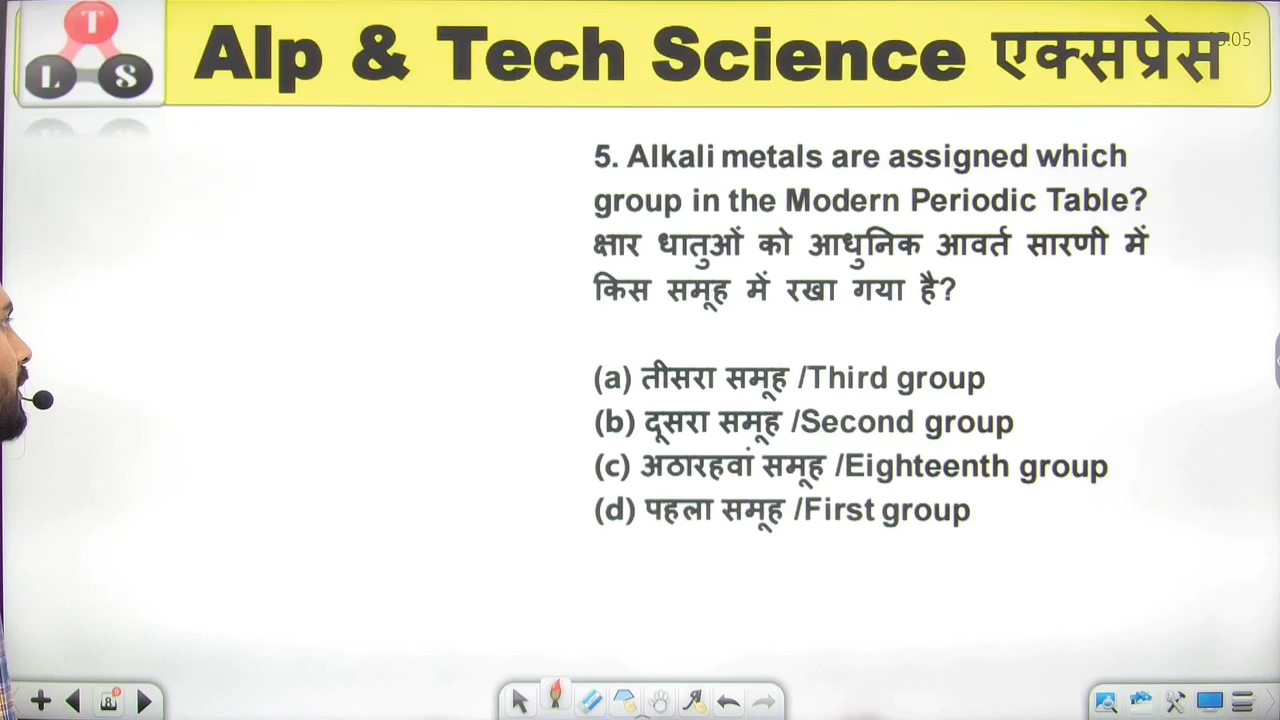 T
L
S
Alp & Tech Science एक्सप्रेस
5. Alkali metals are assigned which
group in the Modern Periodic Table?
क्षार धातुओं को आधुनिक आवर्त सारणी में
किस समूह में रखा गया है?
(a) तीसरा समूह /Third group
(b) दूसरा समूह /Second group
(c) अठारहवां समूह /Eighteenth group
(d) पहला समूह /First group
8